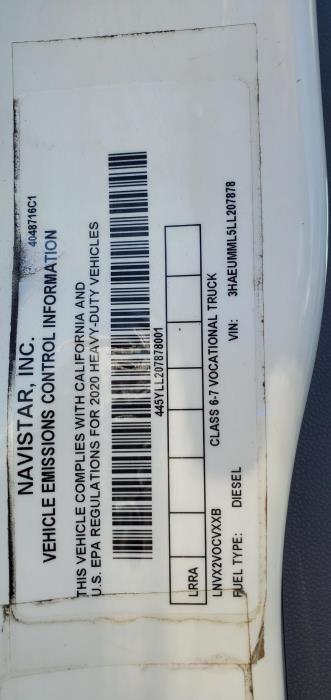 NAVISTAR, INC.
4048716C1
VEHICLE EMISSIONS CONTROL INFORMATION
THIS VEHICLE COMPLIES WITH CALIFORNIA AND
U.S. EPA REGULATIONS FOR 2020 HEAVY-DUTY VEHICLES
445YLL207878001
LRRA
LNVX2VOCVXXB CLASS 6-7 VOCATIONAL TRUCK
FUEL TYPE: DIESEL VIN: 3HAEUMML5LL207878